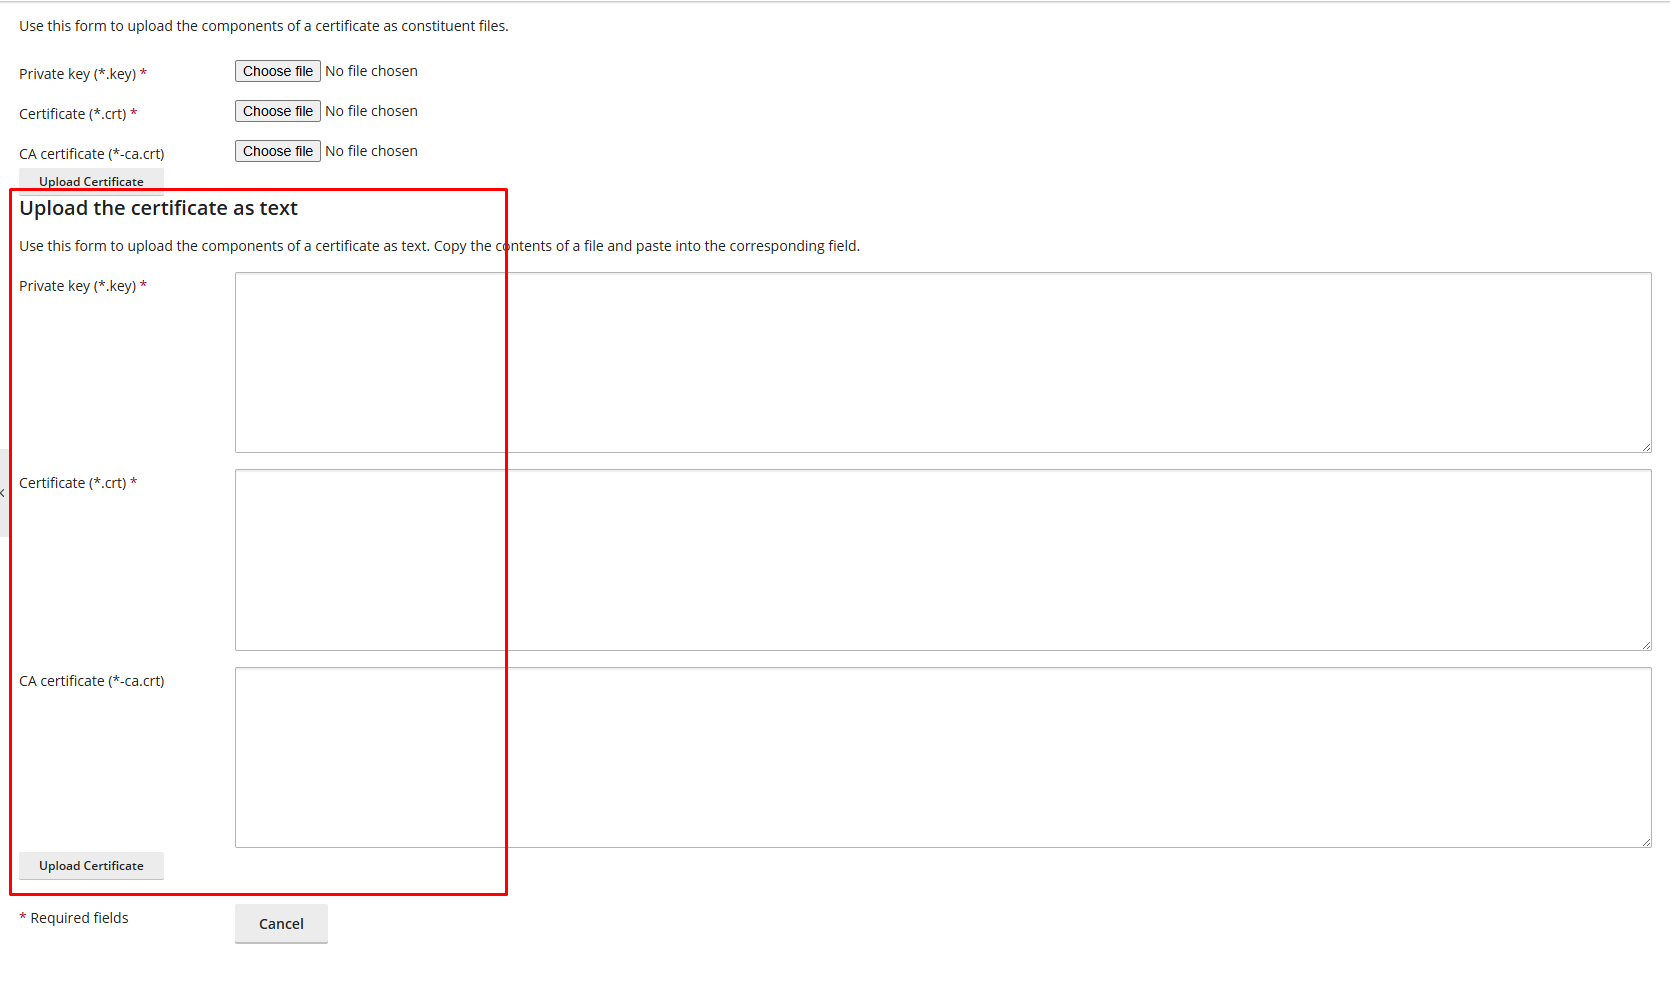 Use this form to upload the components of a certificate as constituent files.
Private key (*.key) *
Choose file No file chosen
Certificate (*.crt) *
Choose file No file chosen
CA certificate (*-ca.crt)
Choose file No file chosen
Upload Certificate
Upload the certificate as text
Use this form to upload the components of a certificate as text. Copy the contents of a file and paste into the corresponding field.
Private key (*.key) *
Certificate (*.crt) *
CA certificate (*-ca.crt)
Upload Certificate
* Required fields
Cancel